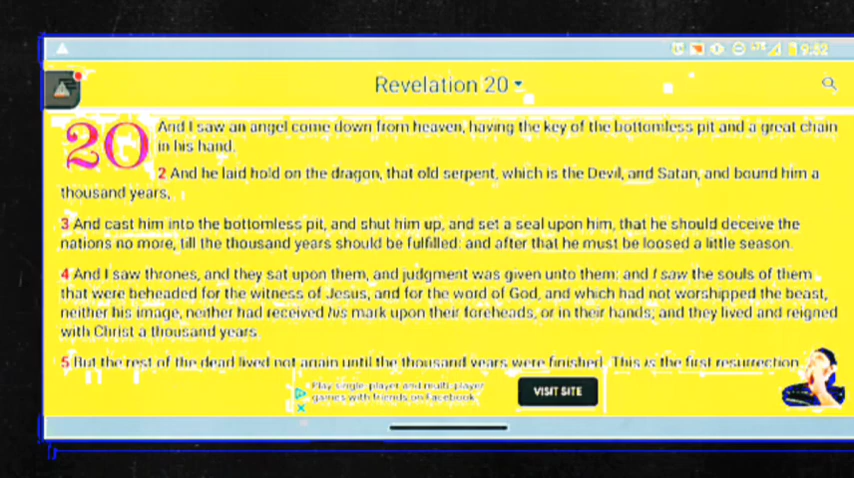 9:52
Revelation 20
20 And I saw an angel come down from heaven, having the key of the bottomless pit and a great chain
in his hand.
2 And he laid hold on the dragon, that old serpent, which is the Devil, and Satan, and bound him a
thousand years,
3 And cast him into the bottomless pit, and shut him up, and set a seal upon him, that he should deceive the
nations no more, till the thousand years should be fulfilled: and after that he must be loosed a little season.
4 And I saw thrones, and they sat upon them, and judgment was given unto them: and I saw the souls of them
that were beheaded for the witness of Jesus, and for the word of God, and which had not worshipped the beast,
neither his image, neither had received his mark upon their foreheads, or in their hands; and they lived and reigned
with Christ a thousand years.
5 But the rest of the dead lived not again until the thousand years were finished. This is the first resurrection.
Play single-player and multi-player
games with friends on Facebook
VISIT SITE